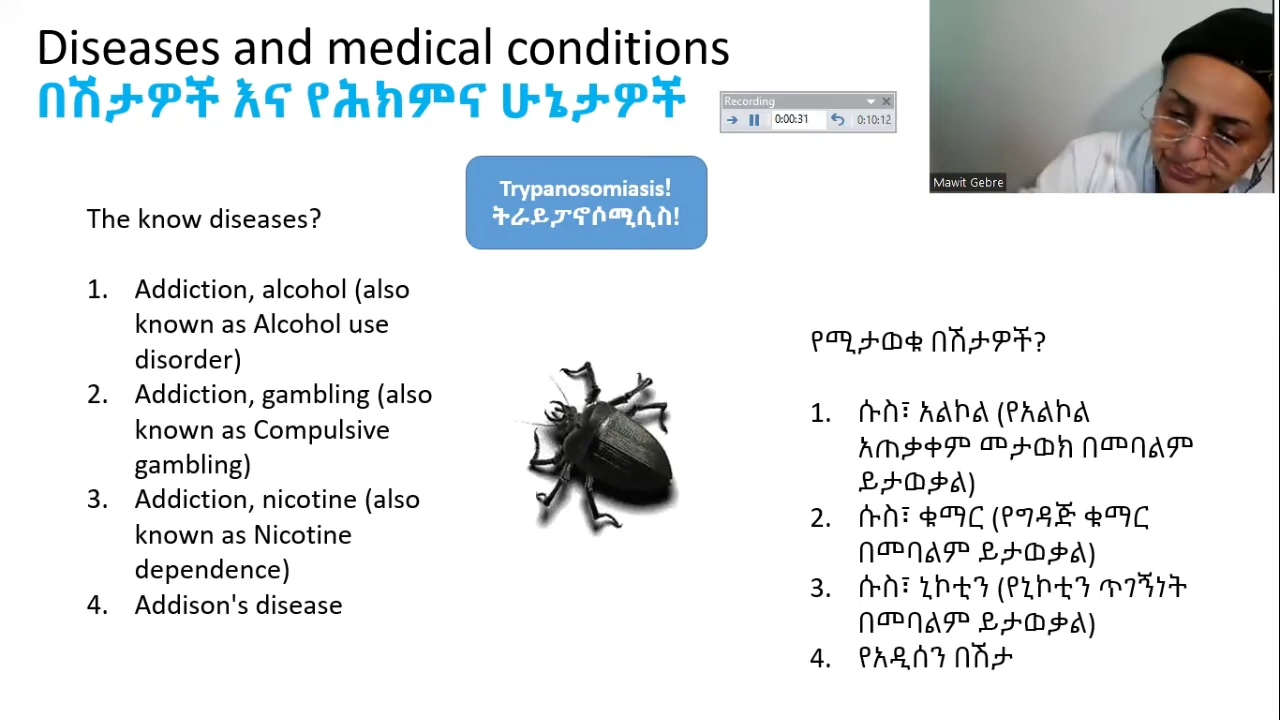 Diseases and medical conditions
በሽታዎች እና የሕክምና ሁኔታዎች
Recording
0:00:31
0:10:12
Mawit Gebre
Trypanosomiasis!
ትራይፓኖሶሚሲስ!
The know diseases?
1. Addiction, alcohol (also
known as Alcohol use
disorder)
2. Addiction, gambling (also
known as Compulsive
gambling)
3. Addiction, nicotine (also
known as Nicotine
dependence)
4. Addison's disease
የሚታወቁ በሽታዎች?
1. ሱስ፣ አልኮል (የአልኮል
አጠቃቀም መታወክ በመባልም
ይታወቃል)
2. ሱስ፣ ቁማር (የግዳጅ ቁማር
በመባልም ይታወቃል)
3. ሱስ፣ ኒኮቲን (የኒኮቲን ጥገኝነት
በመባልም ይታወቃል)
4. የአዲሰን በሽታ